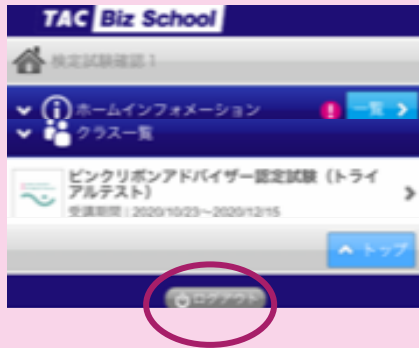 TAC Biz School
検定試験確認1
ホームインフォメーション ! 一覧
クラス一覧
ピンクリボンアドバイザー認定試験（トライ
アルテスト）
受講期間：2020/10/23～2020/12/15
トップ
ログアウト